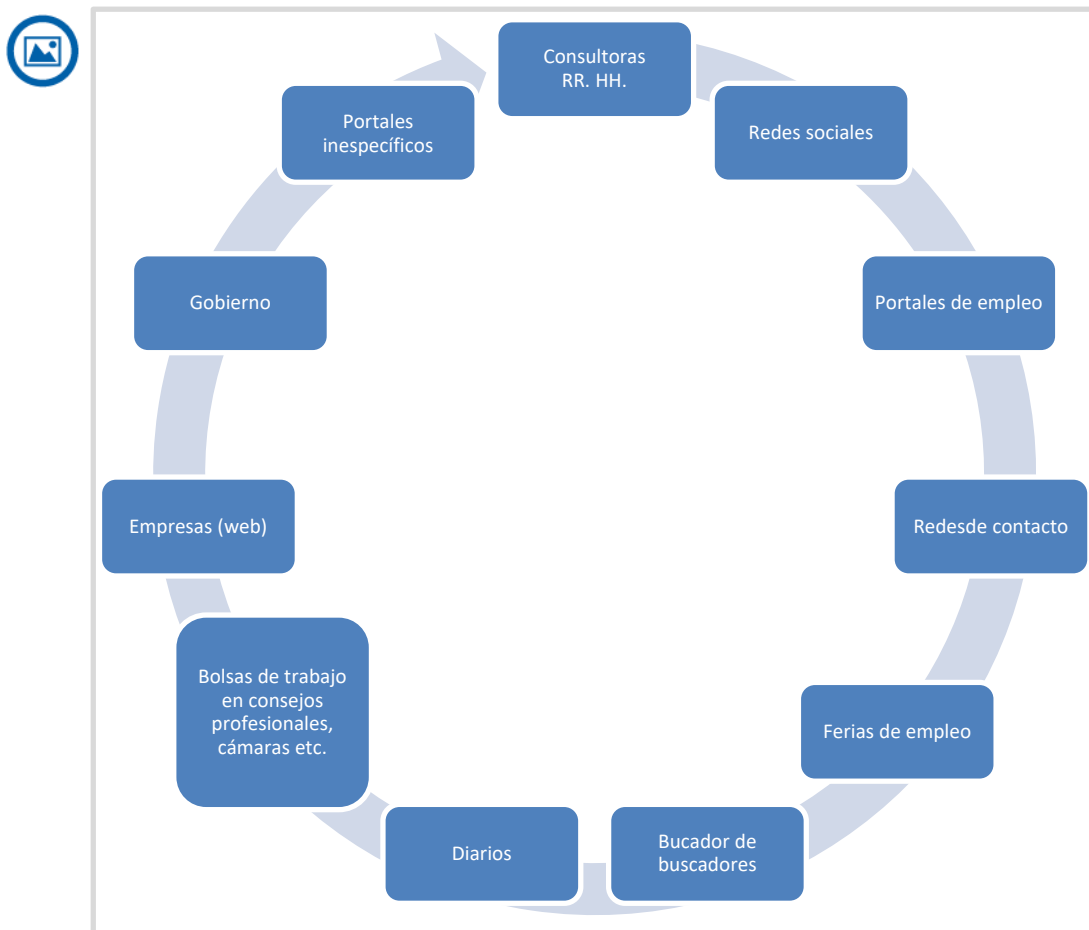 Consultoras
RR. HH.
Redes sociales
Portales de empleo
Redesde contacto
Ferias de empleo
Bucador de
buscadores
Diarios
Bolsas de trabajo
en consejos
profesionales,
cámaras etc.
Empresas (web)
Gobierno
Portales
inespecíficos